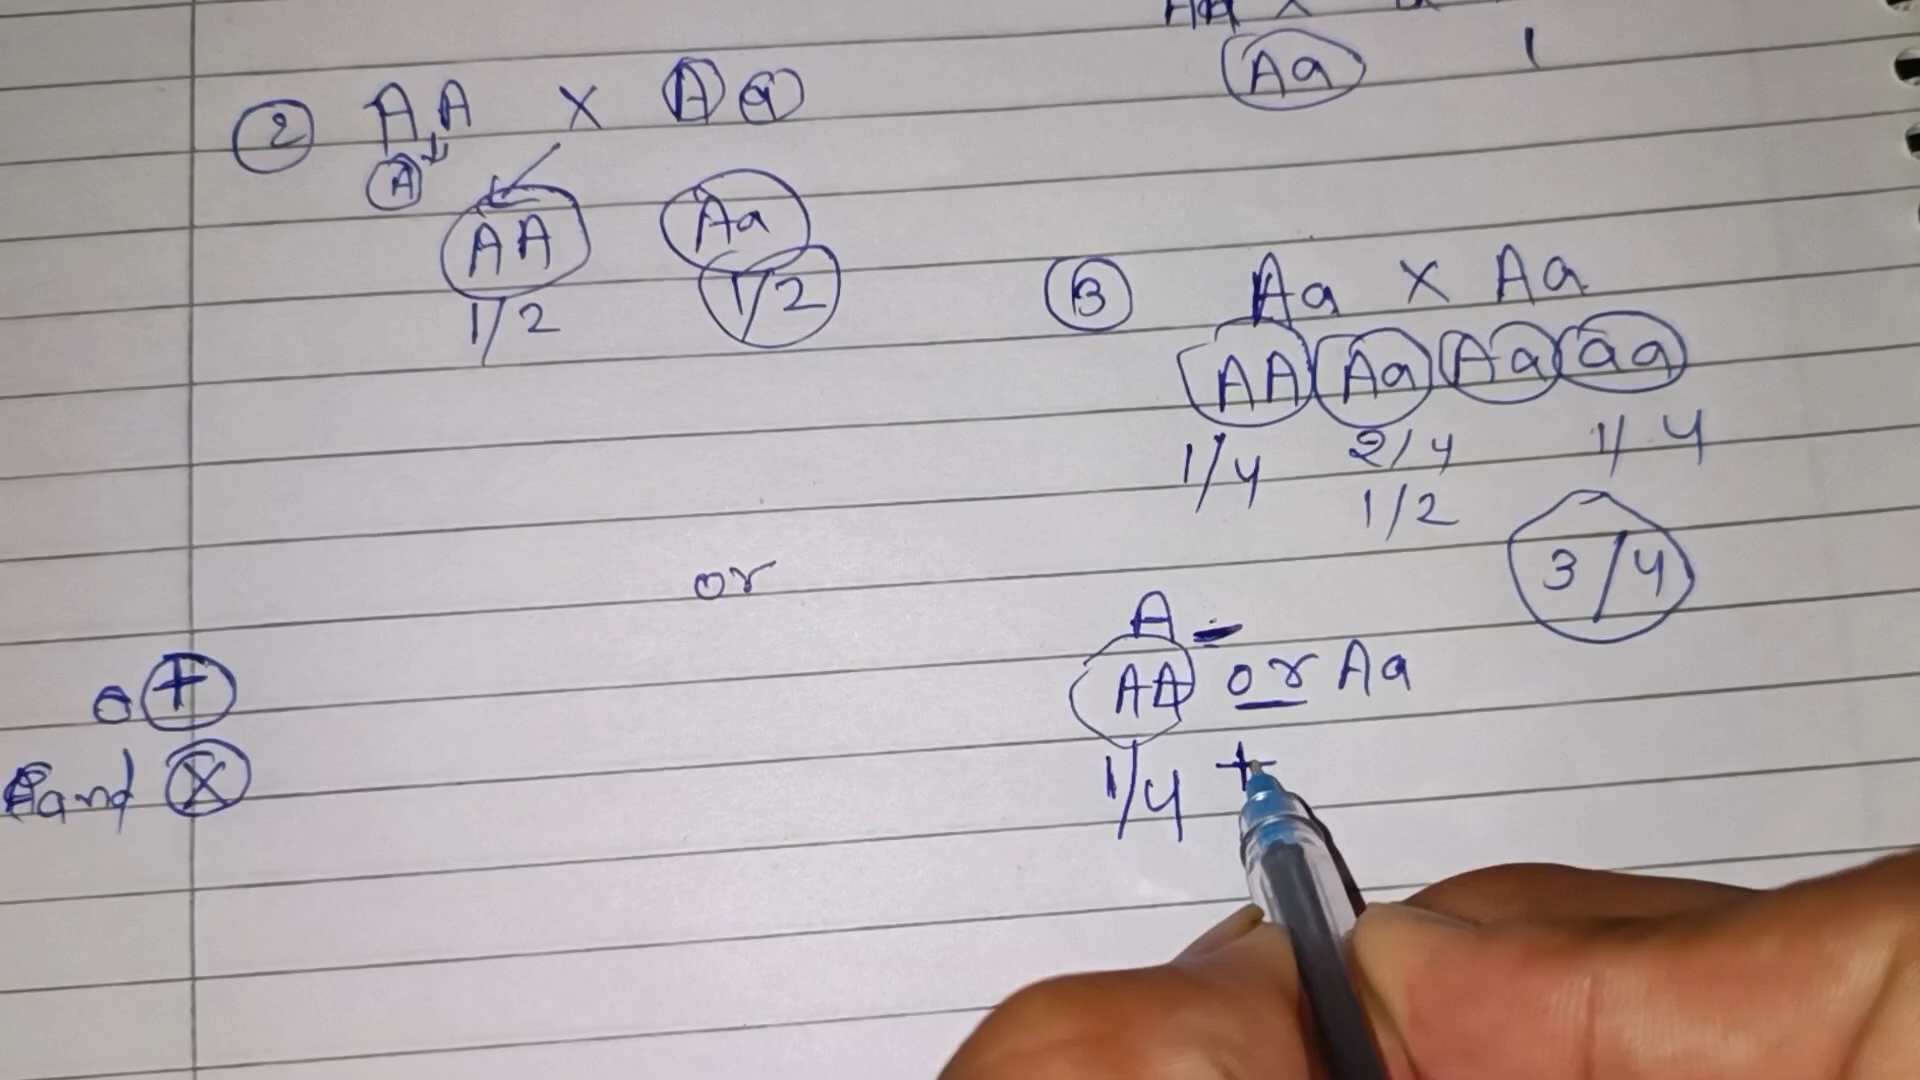 Aa 1
2 AA X Aa
A
AA Aa
1/2 1/2
3 Aa X Aa
AA Aa Aa aa
1/4 2/4 1/4
1/2
3/4
or
A -
AA or Aa
1/4 +
o +
and X